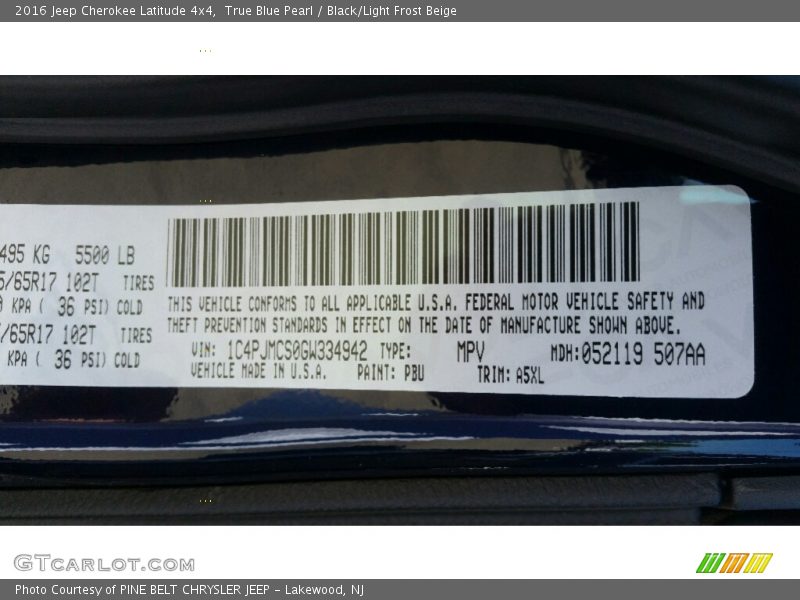 2016 Jeep Cherokee Latitude 4x4,  True Blue Pearl / Black/Light Frost Beige
495 KG 5500 LB
5/65R17 102T TIRES
KPA ( 36 PSI) COLD
/65R17 102T TIRES
KPA ( 36 PSI) COLD
THIS VEHICLE CONFORMS TO ALL APPLICABLE U.S.A. FEDERAL MOTOR VEHICLE SAFETY AND
THEFT PREVENTION STANDARDS IN EFFECT ON THE DATE OF MANUFACTURE SHOWN ABOVE.
VIN: 1C4PJMCS0GW334942 TYPE: MPV MDH:052119 507AA
VEHICLE MADE IN U.S.A. PAINT: PBU TRIM: A5XL
GTCarLot.com
Photo Courtesy of PINE BELT CHRYSLER JEEP - Lakewood, NJ